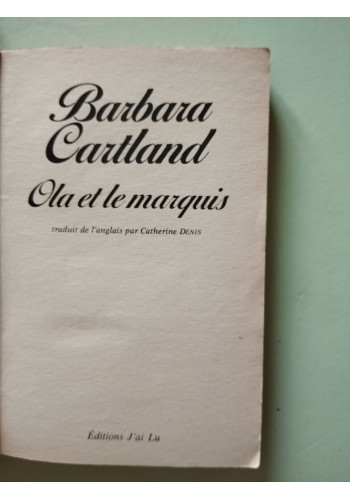 Barbara
Cartland
Ola et le marquis
traduit de l'anglais par Catherine DENIS
Éditions J'ai Lu